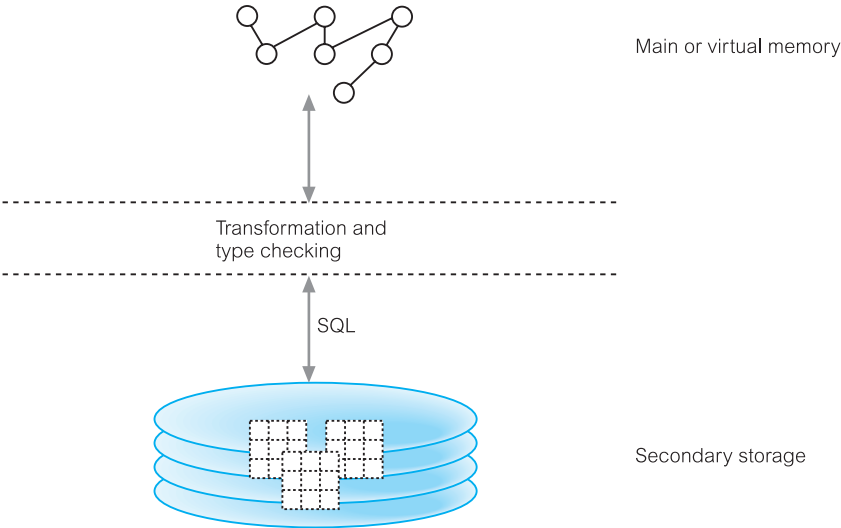 Main or virtual memory
Transformation and
type checking
SQL
Secondary storage